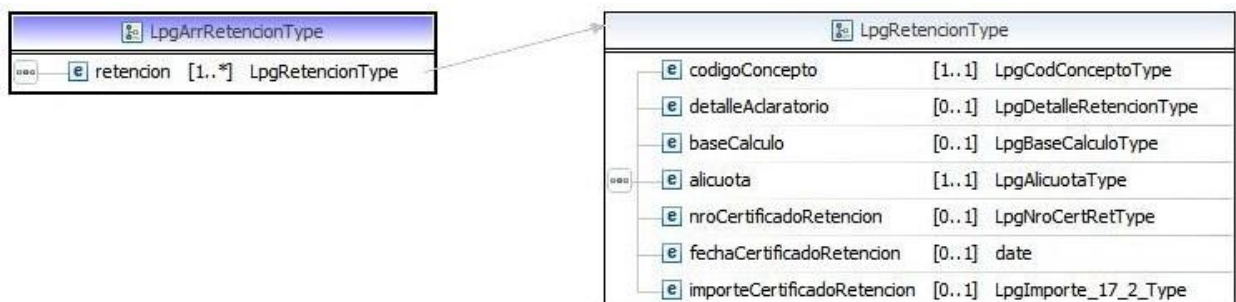 LpgArrRetencionType
retencion [1..*] LpgRetencionType
LpgRetencionType
codigoConcepto [1..1] LpgCodConceptoType
detalleAclaratorio [0..1] LpgDetalleRetencionType
baseCalculo [0..1] LpgBaseCalculoType
alicuota [1..1] LpgAlicuotaType
nroCertificadoRetencion [0..1] LpgNroCertRetType
fechaCertificadoRetencion [0..1] date
importeCertificadoRetencion [0..1] LpgImporte_17_2_Type